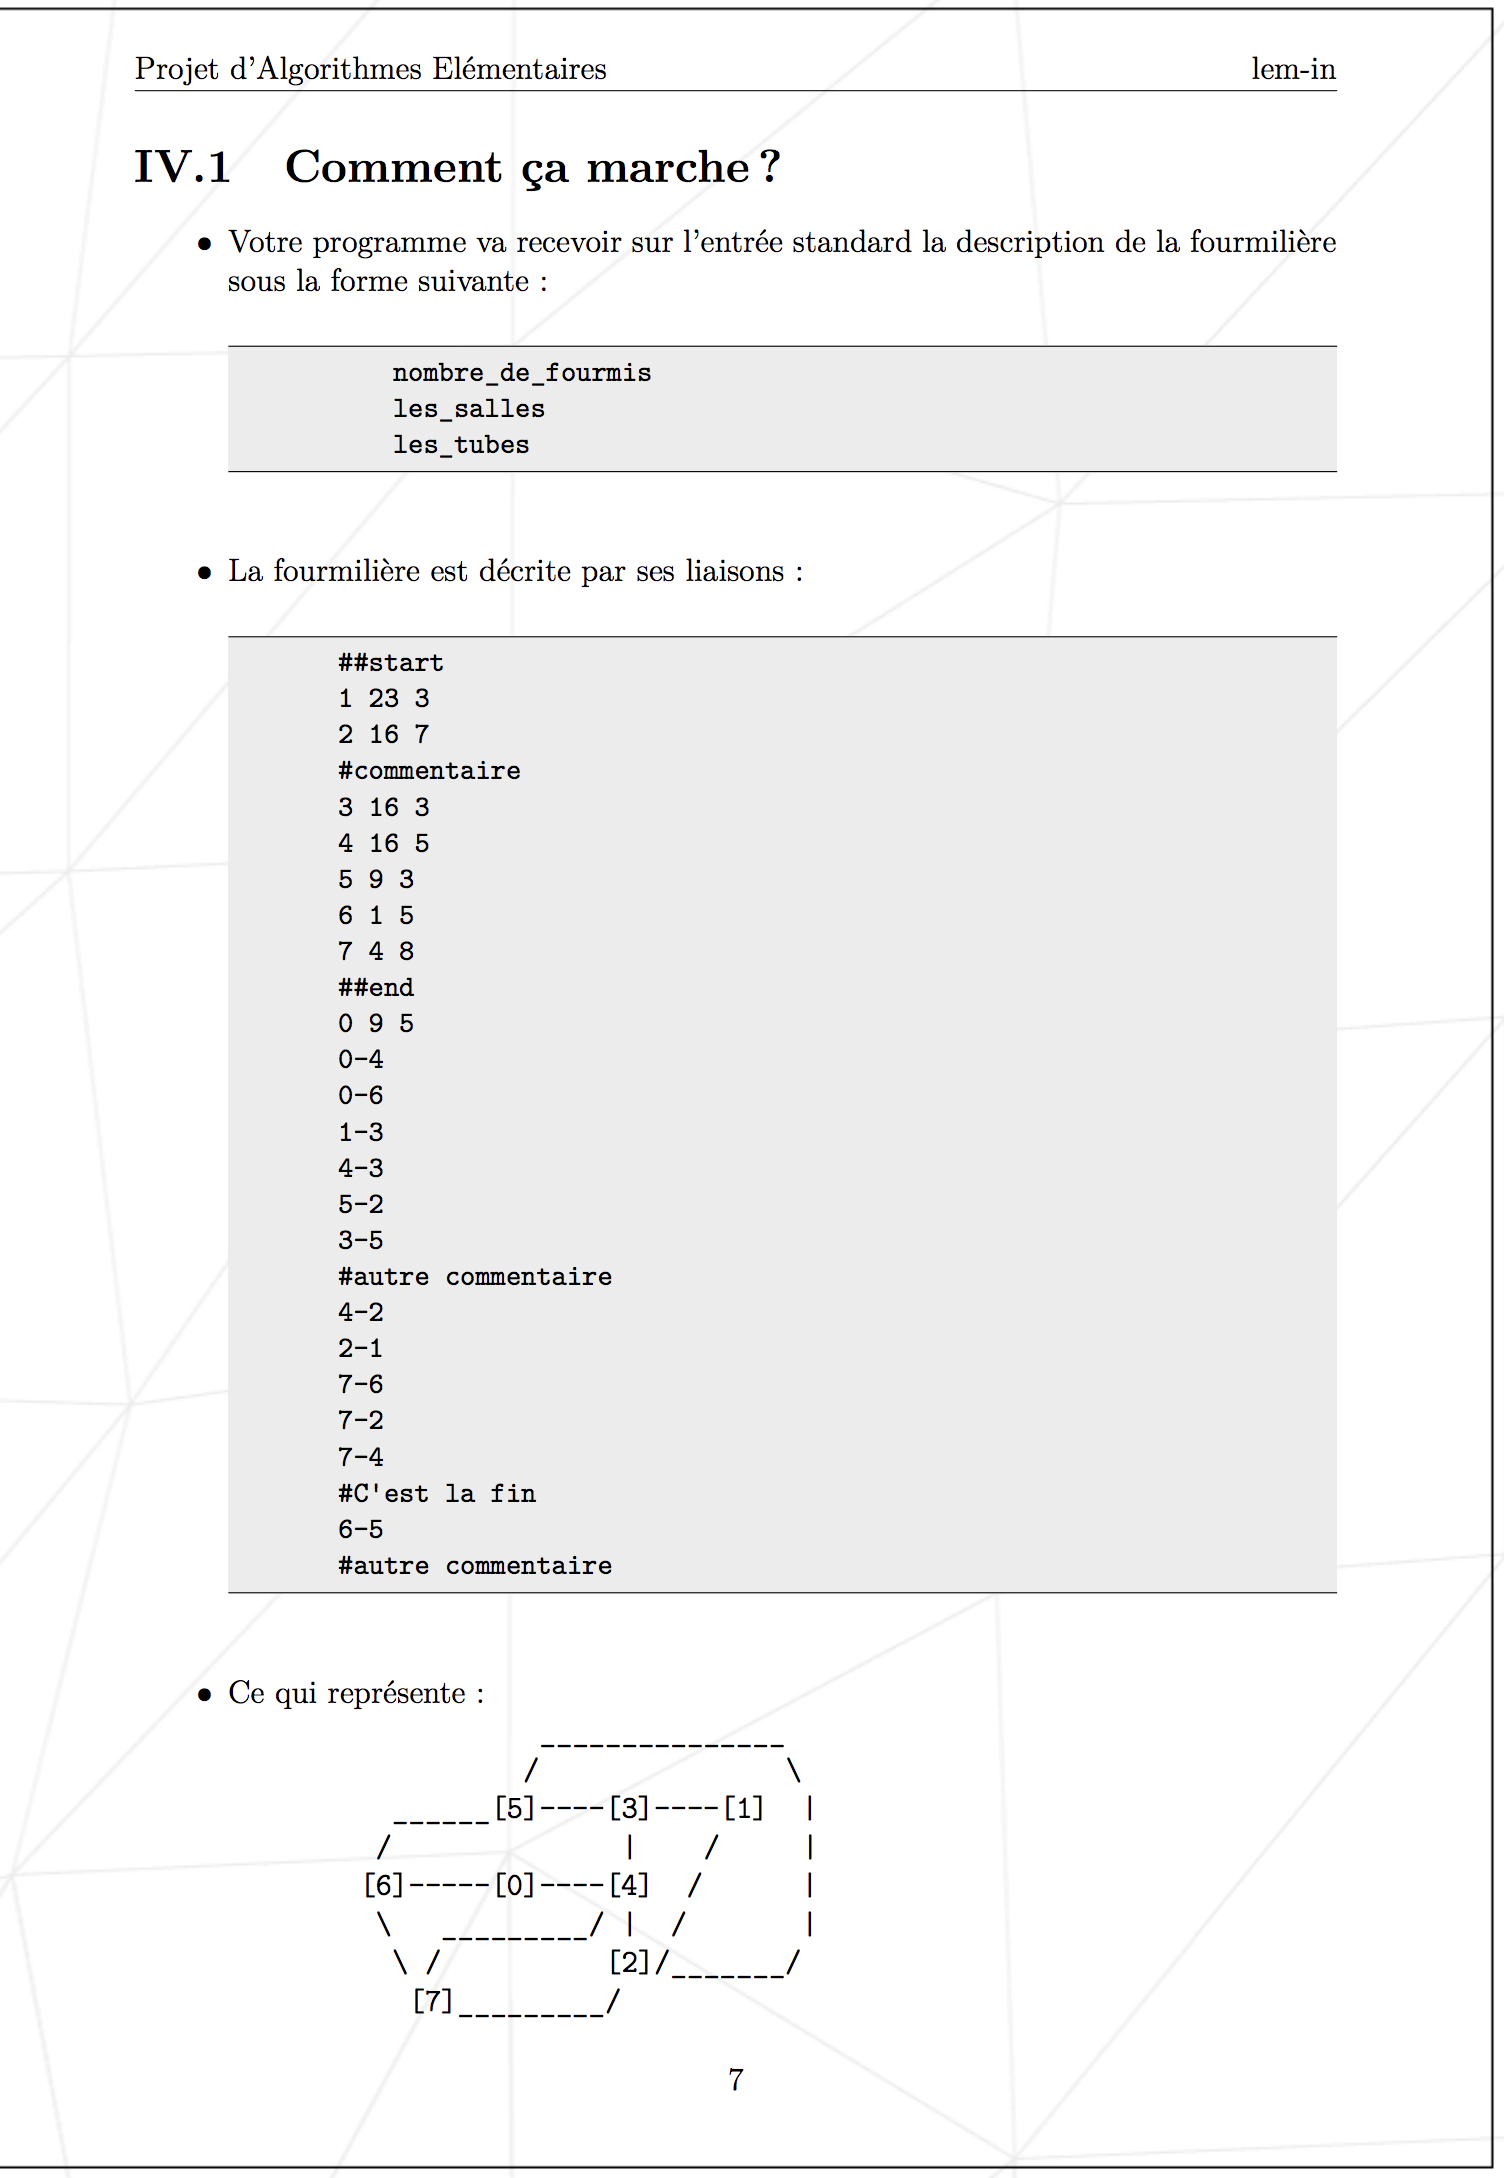 Projet d'Algorithmes Elémentaires lem-in
IV.1 Comment ça marche ?
• Votre programme va recevoir sur l'entrée standard la description de la fourmilière
sous la forme suivante :
nombre_de_fourmis
les_salles
les_tubes
• La fourmilière est décrite par ses liaisons :
##start
1 23 3
2 16 7
#commentaire
3 16 3
4 16 5
5 9 3
6 1 5
7 4 8
##end
0 9 5
0-4
0-6
1-3
4-3
5-2
3-5
#autre commentaire
4-2
2-1
7-6
7-2
7-4
#C'est la fin
6-5
#autre commentaire
• Ce qui représente :
           _______________
          /               \
  ______[5]----[3]----[1]  |
 /              |    /     |
[6]-----[0]----[4]  /      |
 \   _________/ |  /       |
  \ /          [2]/_______/
  [7]_________/
7